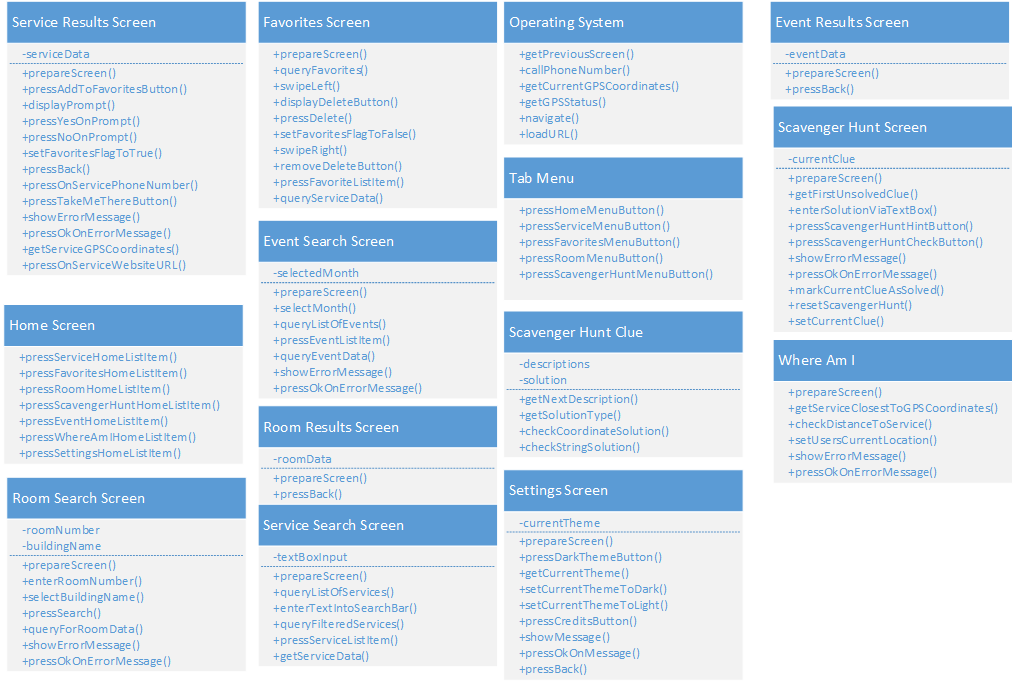 Service Results Screen
-serviceData
+prepareScreen()
+pressAddToFavoritesButton()
+displayPrompt()
+pressYesOnPrompt()
+pressNoOnPrompt()
+setFavoritesFlagToTrue()
+pressBack()
+pressOnServicePhoneNumber()
+pressTakeMeThereButton()
+showErrorMessage()
+pressOkOnErrorMessage()
+getServiceGPSCoordinates()
+pressOnServiceWebsiteURL()
Home Screen
+pressServiceHomeListItem()
+pressFavoritesHomeListItem()
+pressRoomHomeListItem()
+pressScavengerHuntHomeListItem()
+pressEventHomeListItem()
+pressWhereAmIHomeListItem()
+pressSettingsHomeListItem()
Room Search Screen
-roomNumber
-buildingName
+prepareScreen()
+enterRoomNumber()
+selectBuildingName()
+pressSearch()
+queryForRoomData()
+showErrorMessage()
+pressOkOnErrorMessage()
Favorites Screen
+prepareScreen()
+queryFavorites()
+swipeLeft()
+displayDeleteButton()
+pressDelete()
+setFavoritesFlagToFalse()
+swipeRight()
+removeDeleteButton()
+pressFavoriteListItem()
+queryServiceData()
Event Search Screen
-selectedMonth
+prepareScreen()
+selectMonth()
+queryListOfEvents()
+pressEventListItem()
+queryEventData()
+showErrorMessage()
+pressOkOnErrorMessage()
Room Results Screen
-roomData
+prepareScreen()
+pressBack()
Service Search Screen
-textBoxInput
+prepareScreen()
+queryListOfServices()
+enterTextIntoSearchBar()
+queryFilteredServices()
+pressServiceListItem()
+getServiceData()
Operating System
+getPreviousScreen()
+callPhoneNumber()
+getCurrentGPSCoordinates()
+getGPSStatus()
+navigate()
+loadURL()
Tab Menu
+pressHomeMenuButton()
+pressServiceMenuButton()
+pressFavoritesMenuButton()
+pressRoomMenuButton()
+pressScavengerHuntMenuButton()
Scavenger Hunt Clue
-descriptions
-solution
+getNextDescription()
+getSolutionType()
+checkCoordinateSolution()
+checkStringSolution()
Settings Screen
-currentTheme
+prepareScreen()
+pressDarkThemeButton()
+getCurrentTheme()
+setCurrentThemeToDark()
+setCurrentThemeToLight()
+pressCreditsButton()
+showMessage()
+pressOkOnMessage()
+pressBack()
Event Results Screen
-eventData
+prepareScreen()
+pressBack()
Scavenger Hunt Screen
-currentClue
+prepareScreen()
+getFirstUnsolvedClue()
+enterSolutionViaTextBox()
+pressScavengerHuntHintButton()
+pressScavengerHuntCheckButton()
+showErrorMessage()
+pressOkOnErrorMessage()
+markCurrentClueAsSolved()
+resetScavengerHunt()
+setCurrentClue()
Where Am I
+prepareScreen()
+getServiceClosestToGPSCoordinates()
+checkDistanceToService()
+setUsersCurrentLocation()
+showErrorMessage()
+pressOkOnErrorMessage()